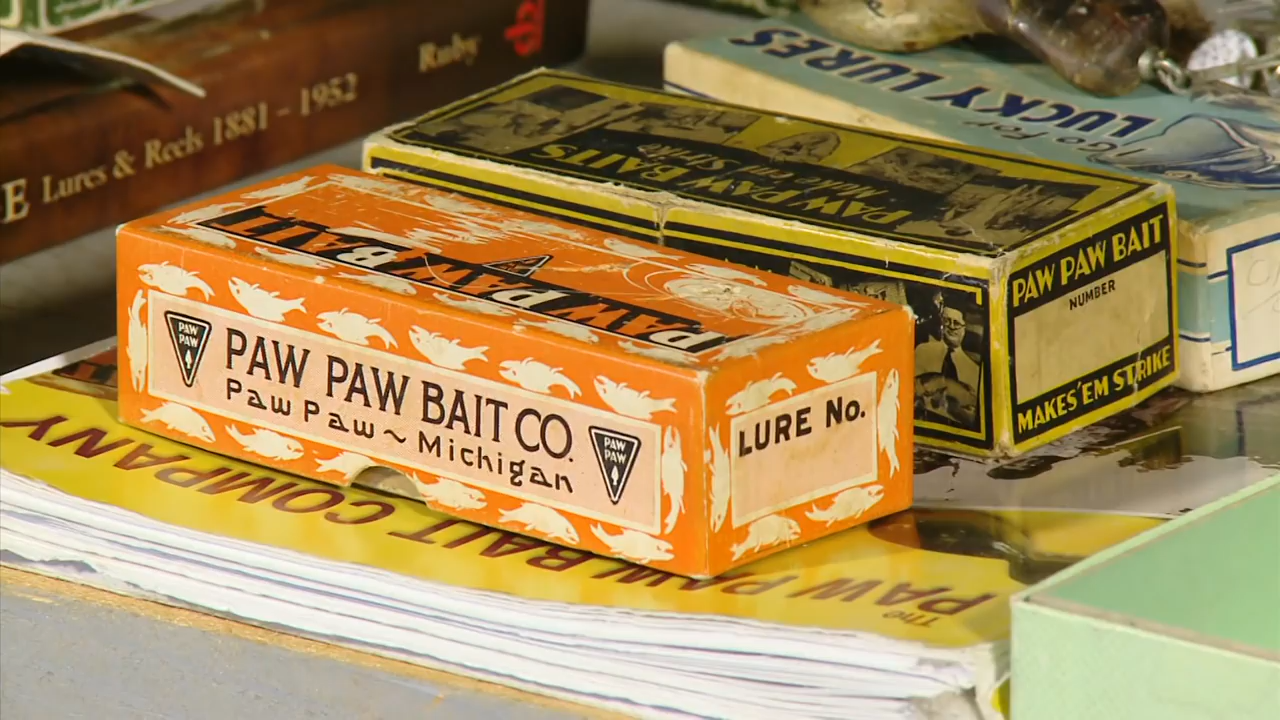 Ruby
E Lures & Reels 1881 – 1952
LUCKY LURES
"go for"
PAW PAW BAITS
Make'em Strike
PAW PAW BAIT
NUMBER
MAKES'EM STRIKE
PAW PAW BAIT
PAW PAW
PAW PAW BAIT CO.
Paw Paw ~ Michigan
PAW PAW
LURE No.
The PAW PAW BAIT COMPANY